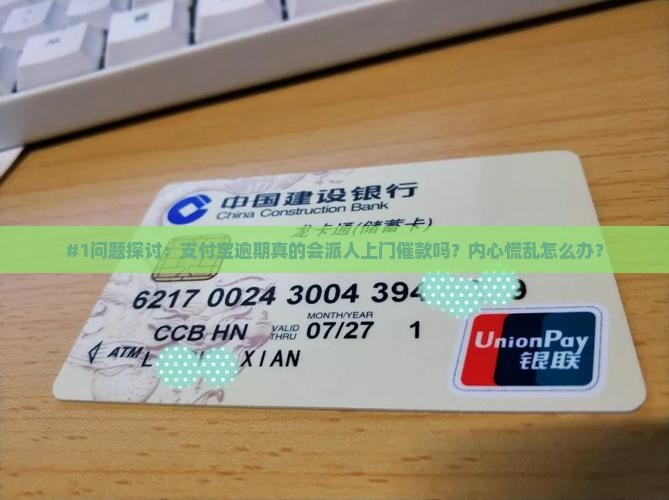 中国建设银行
China Construction Bank
龙卡通(储蓄卡)
#1问题探讨：支付宝逾期真的会派人上门催款吗？内心慌乱怎么办？
6217 0024 3004 394 9
MONTH/YEAR
CCB HN VALID THRU 07/27 1
ATM L XIAN
UnionPay
银联